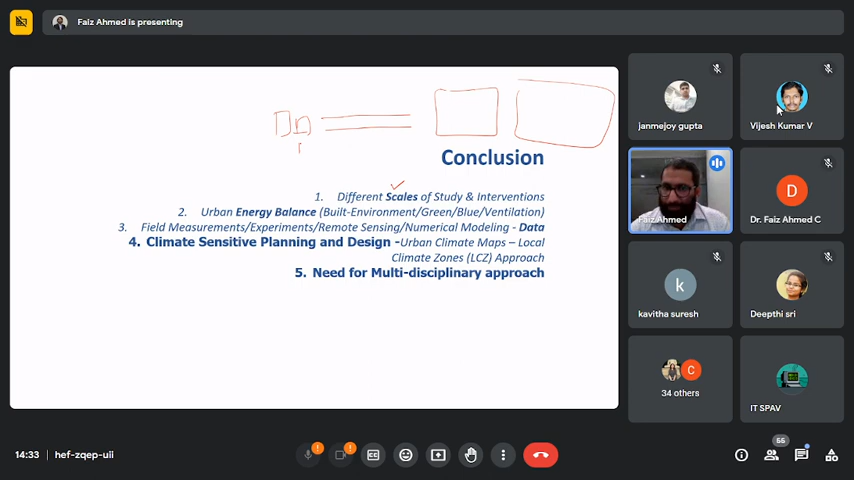 Faiz Ahmed is presenting
Conclusion
1. Different Scales of Study & Interventions
2. Urban Energy Balance (Built-Environment/Green/Blue/Ventilation)
3. Field Measurements/Experiments/Remote Sensing/Numerical Modeling - Data
4. Climate Sensitive Planning and Design -Urban Climate Maps – Local
Climate Zones (LCZ) Approach
5. Need for Multi-disciplinary approach
janmejoy gupta
Vijesh Kumar V
Faiz Ahmed
D
Dr. Faiz Ahmed C
k
kavitha suresh
Deepthi sri
C
34 others
IT SPAV
14:33
hef-zqep-uii
55